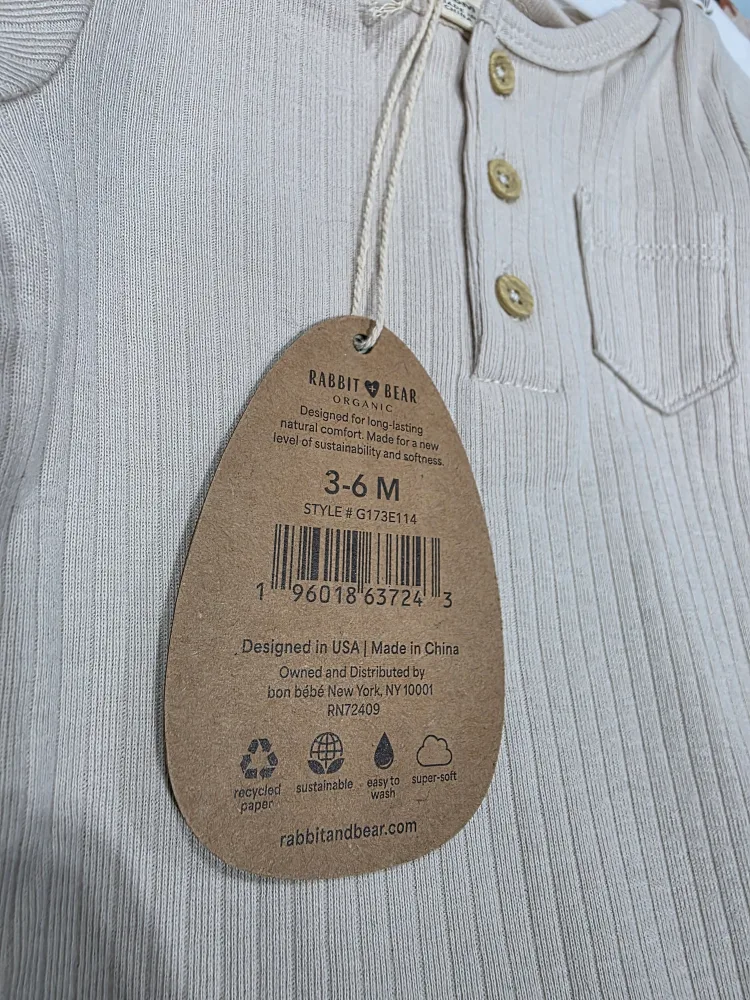 RABBIT BEAR
ORGANIC
Designed for long-lasting
natural comfort. Made for a new
level of sustainability and softness.
3-6 M
STYLE # G173E114
1 96018 63724 3
Designed in USA | Made in China
Owned and Distributed by
bon bébé New York, NY 10001
RN72409
recycled paper
sustainable
easy to wash
super-soft
rabbitandbear.com